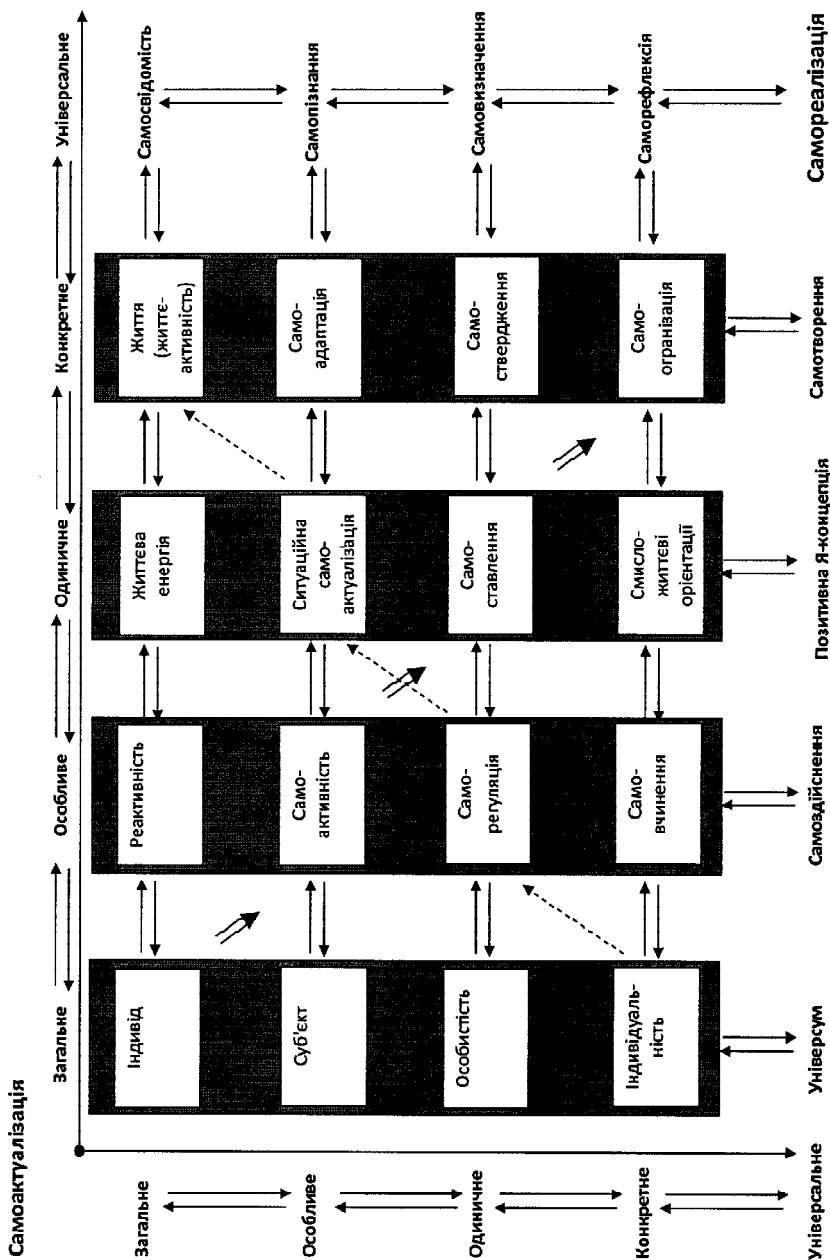 Самоактуалізація
Загальне
Особливе
Одиничне
Конкретне
Універсальне
Загальне
Індивід
Реактивність
Життєва
енергія
Життя
(життє-
активність)
Самосвідомість
Особливе
Суб'єкт
Само-
активність
Ситуаційна
само-
актуалізація
Само-
адаптація
Самопізнання
Одиничне
Особистість
Само-
регуляція
Само-
ставлення
Само-
ствердження
Самовизначення
Конкретне
Індивідуаль-
ність
Само-
вчинення
Смисло-
життєві
орієнтації
Само-
огранізація
Саморефлексія
Універсальне
Універсум
Самоздійснення
Позитивна Я-концепція
Самотворення
Самореалізація